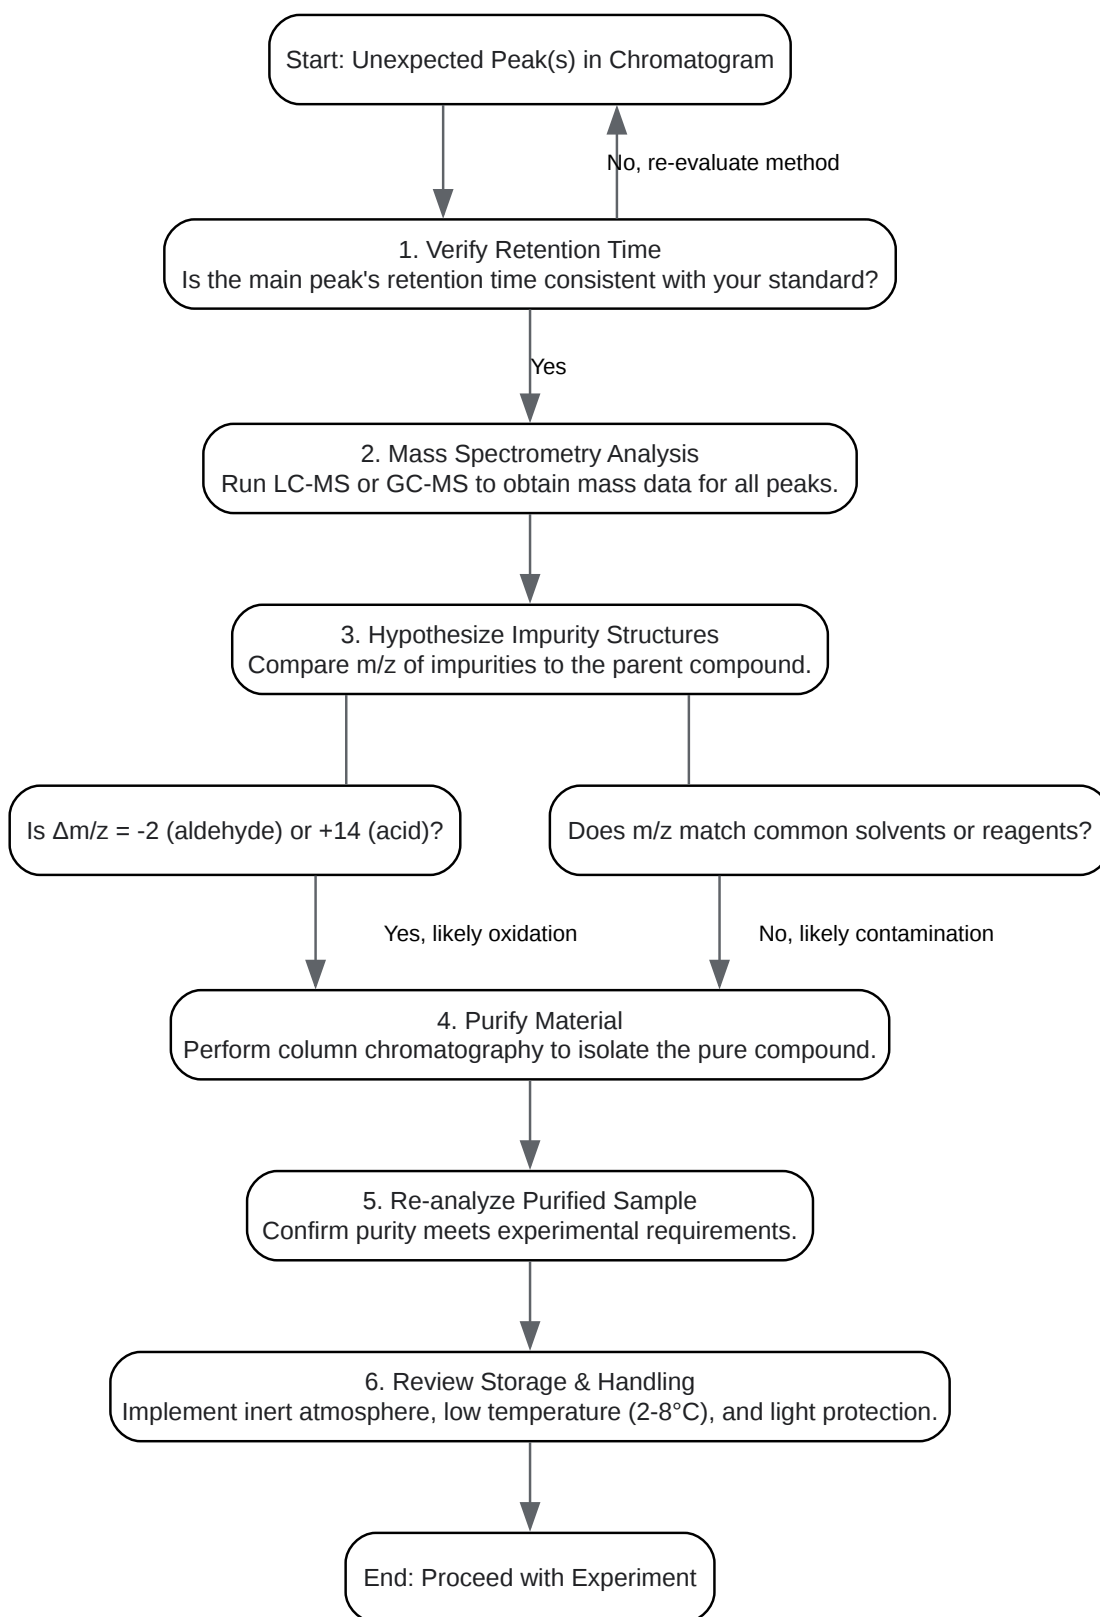 Start: Unexpected Peak(s) in Chromatogram
No, re-evaluate method
1. Verify Retention Time
Is the main peak's retention time consistent with your standard?
Yes
2. Mass Spectrometry Analysis
Run LC-MS or GC-MS to obtain mass data for all peaks.
3. Hypothesize Impurity Structures
Compare m/z of impurities to the parent compound.
Is Δm/z = -2 (aldehyde) or +14 (acid)?
Does m/z match common solvents or reagents?
Yes, likely oxidation
No, likely contamination
4. Purify Material
Perform column chromatography to isolate the pure compound.
5. Re-analyze Purified Sample
Confirm purity meets experimental requirements.
6. Review Storage & Handling
Implement inert atmosphere, low temperature (2-8°C), and light protection.
End: Proceed with Experiment